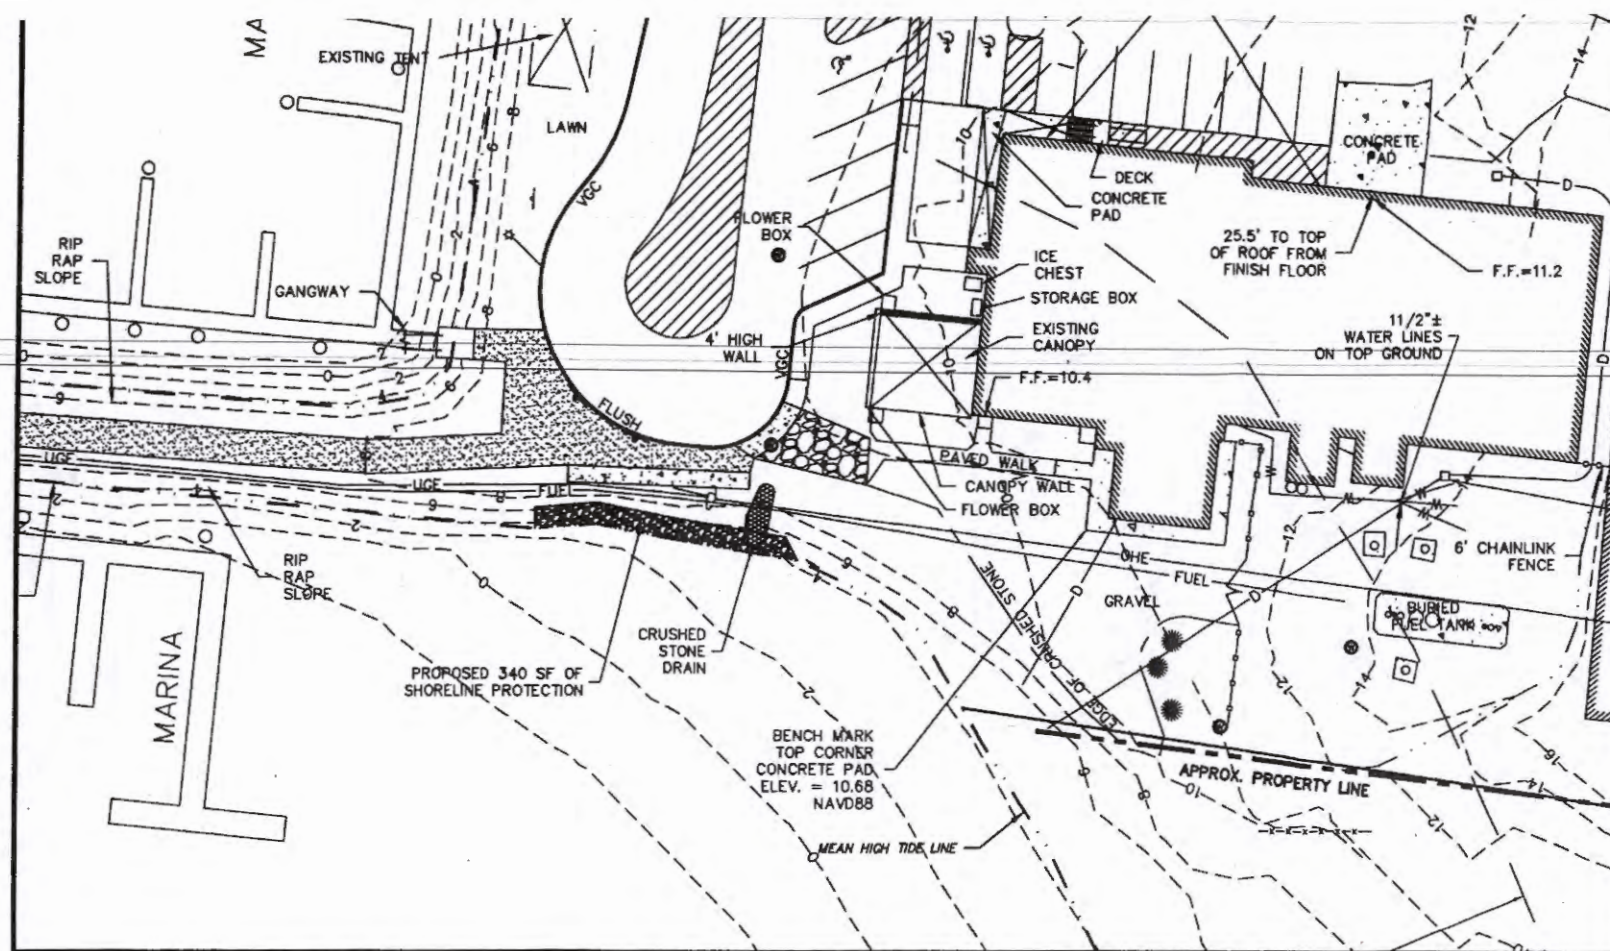 MA
EXISTING TENT
LAWN
VGC
RIP
RAP
SLOPE
GANGWAY
FLOWER
BOX
4' HIGH
WALL
VGC
FLUSH
DECK
CONCRETE
PAD
CONCRETE
PAD
25.5' TO TOP
OF ROOF FROM
FINISH FLOOR
F.F.=11.2
ICE
CHEST
STORAGE BOX
EXISTING
CANOPY
F.F.=10.4
11/2"±
WATER LINES
ON TOP GROUND
PAVED WALK
CANOPY WALL
FLOWER BOX
UGE
UGE
FUEL
OHE
FUEL
GRAVEL
6' CHAINLINK
FENCE
BURIED
FUEL TANK
EDGE OF CRUSHED STONE
RIP
RAP
SLOPE
CRUSHED
STONE
DRAIN
PROPOSED 340 SF OF
SHORELINE PROTECTION
MARINA
BENCH MARK
TOP CORNER
CONCRETE PAD
ELEV. = 10.68
NAVD88
APPROX. PROPERTY LINE
MEAN HIGH TIDE LINE